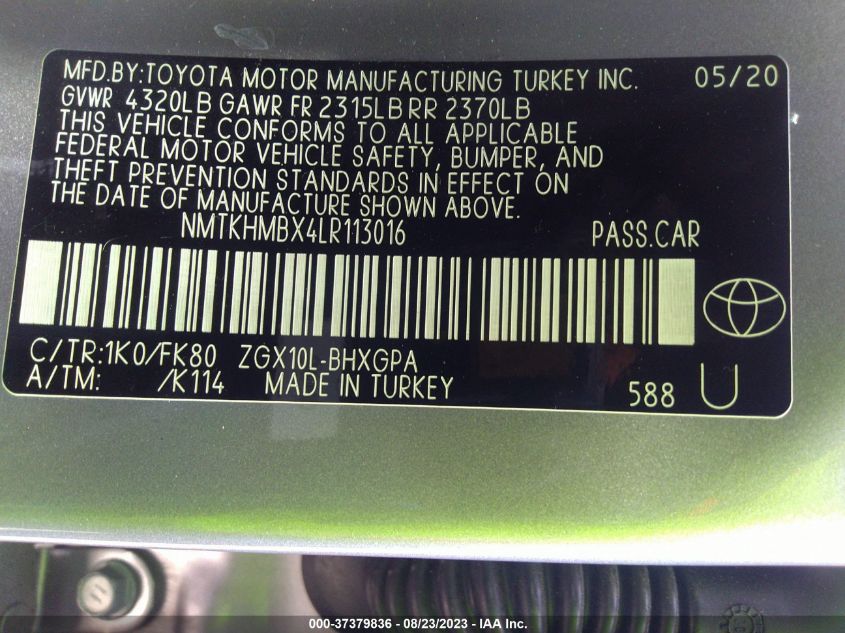 MFD.BY:TOYOTA MOTOR MANUFACTURING TURKEY INC. 05/20
GVWR 4320LB GAWR FR 2315LB RR 2370LB
THIS VEHICLE CONFORMS TO ALL APPLICABLE
FEDERAL MOTOR VEHICLE SAFETY, BUMPER, AND
THEFT PREVENTION STANDARDS IN EFFECT ON
THE DATE OF MANUFACTURE SHOWN ABOVE.
NMTKHMBX4LR113016 PASS.CAR
C/TR:1K0/FK80 ZGX10L-BHXGPA
A/TM: /K114 MADE IN TURKEY 588 U
000-37379836 - 08/23/2023 - IAA Inc.